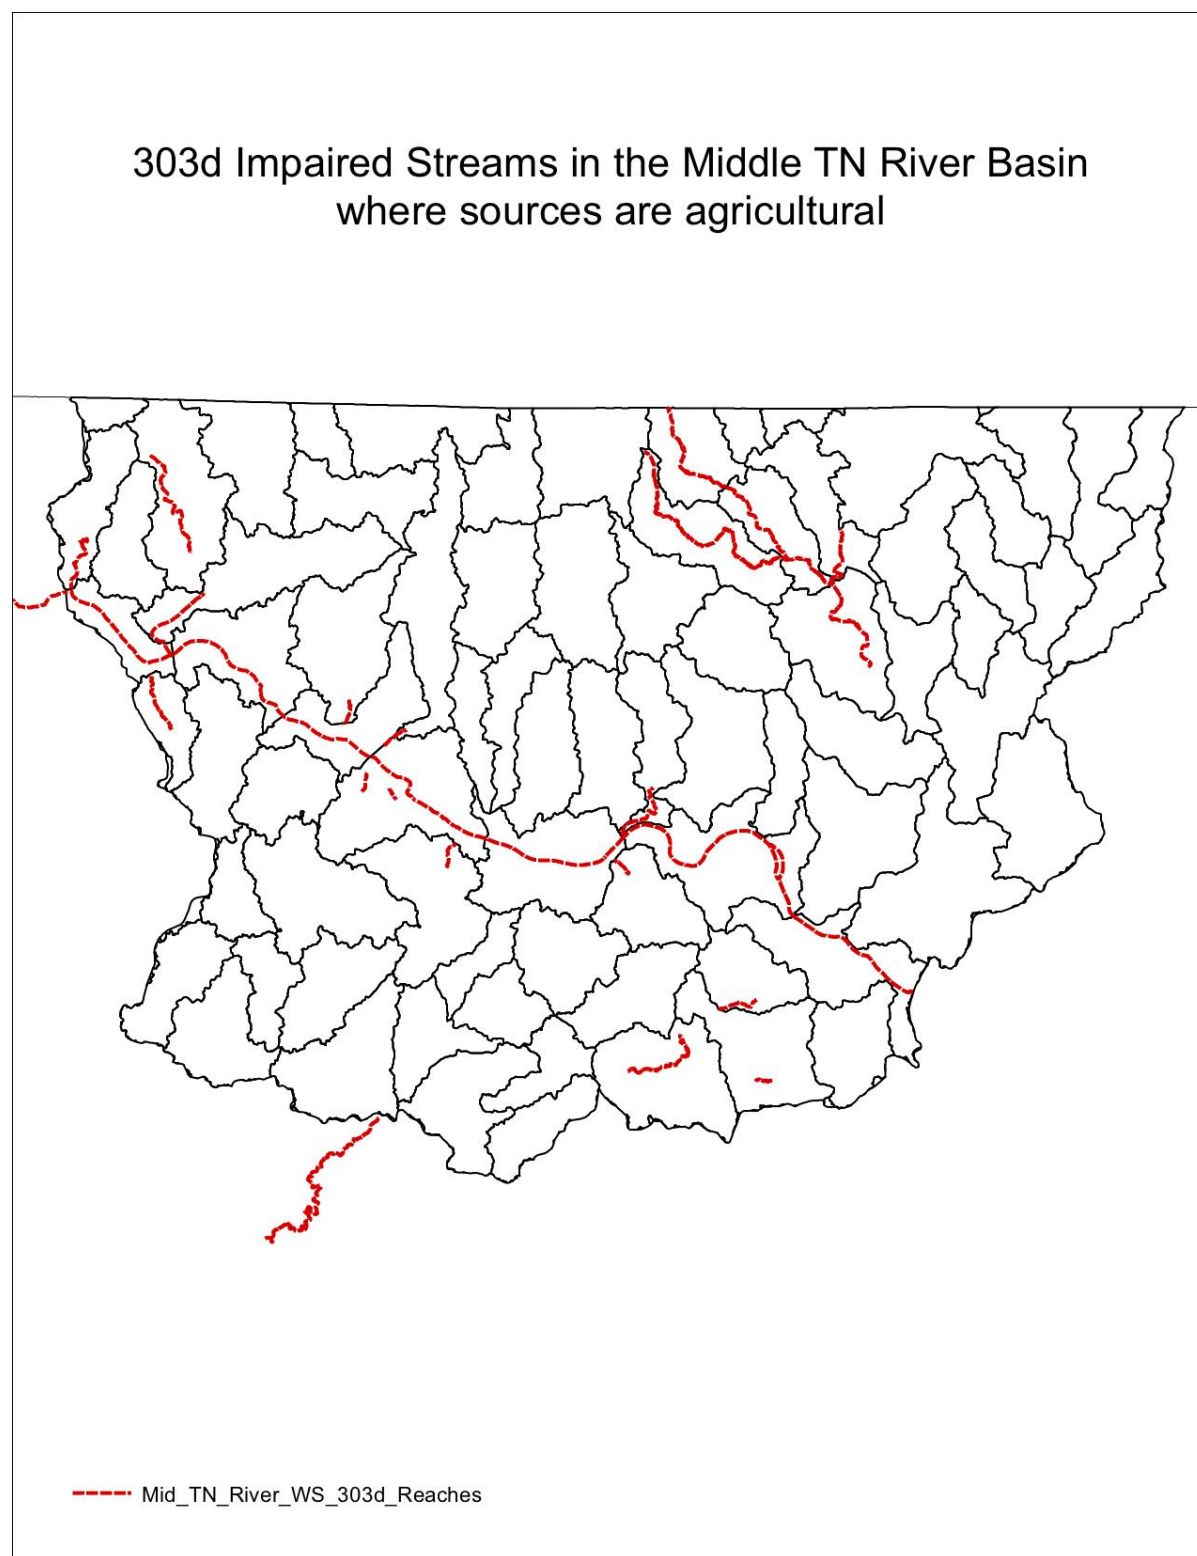 303d Impaired Streams in the Middle TN River Basin
where sources are agricultural
Mid_TN_River_WS_303d_Reaches